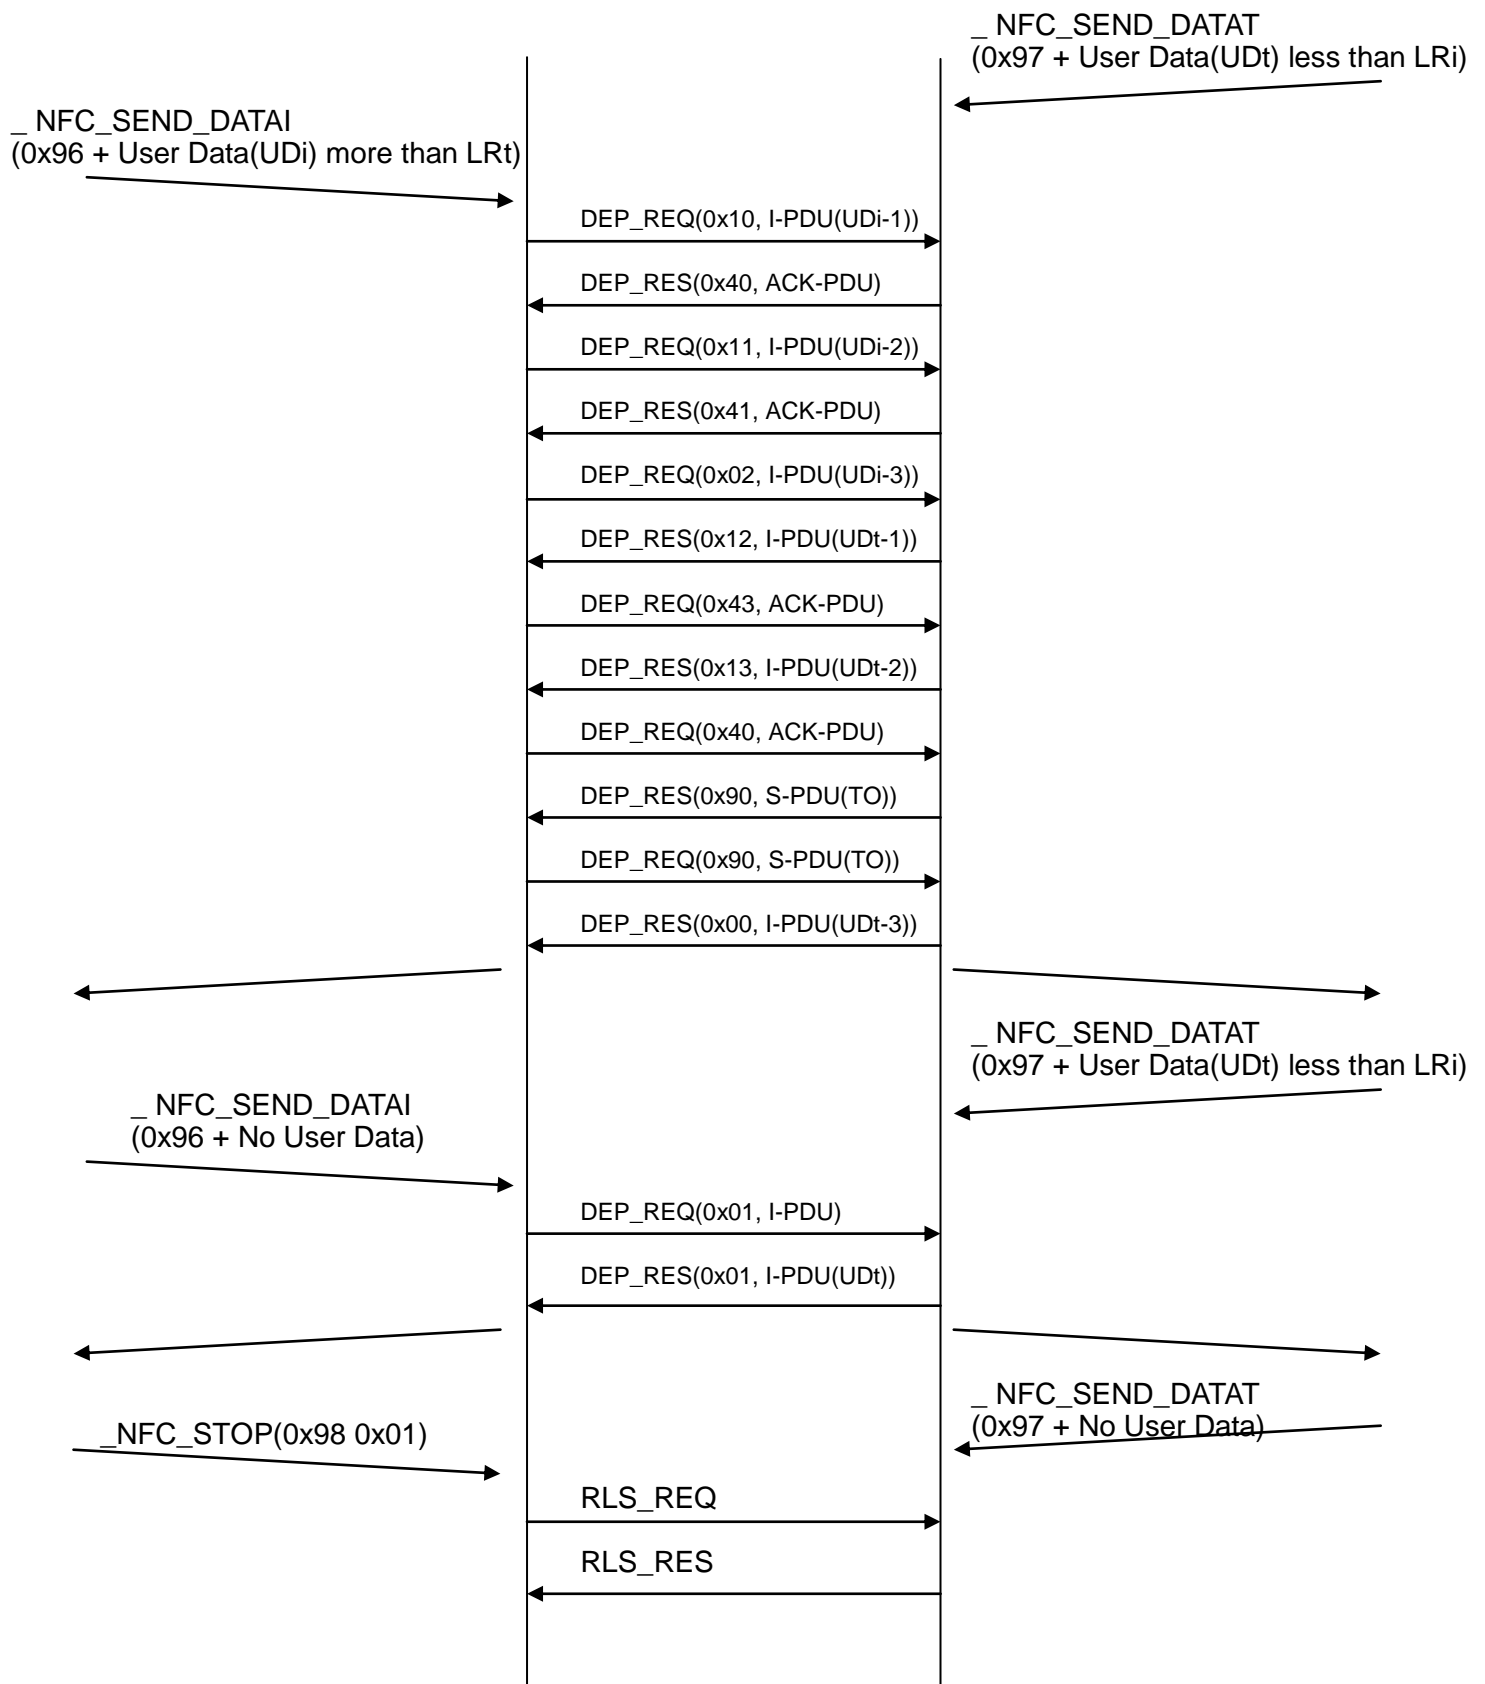 _ NFC_SEND_DATAT
(0x97 + User Data(UDt) less than LRi)
_ NFC_SEND_DATAI
(0x96 + User Data(UDi) more than LRt)
DEP_REQ(0x10, I-PDU(UDi-1))
DEP_RES(0x40, ACK-PDU)
DEP_REQ(0x11, I-PDU(UDi-2))
DEP_RES(0x41, ACK-PDU)
DEP_REQ(0x02, I-PDU(UDi-3))
DEP_RES(0x12, I-PDU(UDt-1))
DEP_REQ(0x43, ACK-PDU)
DEP_RES(0x13, I-PDU(UDt-2))
DEP_REQ(0x40, ACK-PDU)
DEP_RES(0x90, S-PDU(TO))
DEP_REQ(0x90, S-PDU(TO))
DEP_RES(0x00, I-PDU(UDt-3))
_ NFC_SEND_DATAT
(0x97 + User Data(UDt) less than LRi)
_ NFC_SEND_DATAI
(0x96 + No User Data)
DEP_REQ(0x01, I-PDU)
DEP_RES(0x01, I-PDU(UDt))
_ NFC_SEND_DATAT
(0x97 + No User Data)
_NFC_STOP(0x98 0x01)
RLS_REQ
RLS_RES